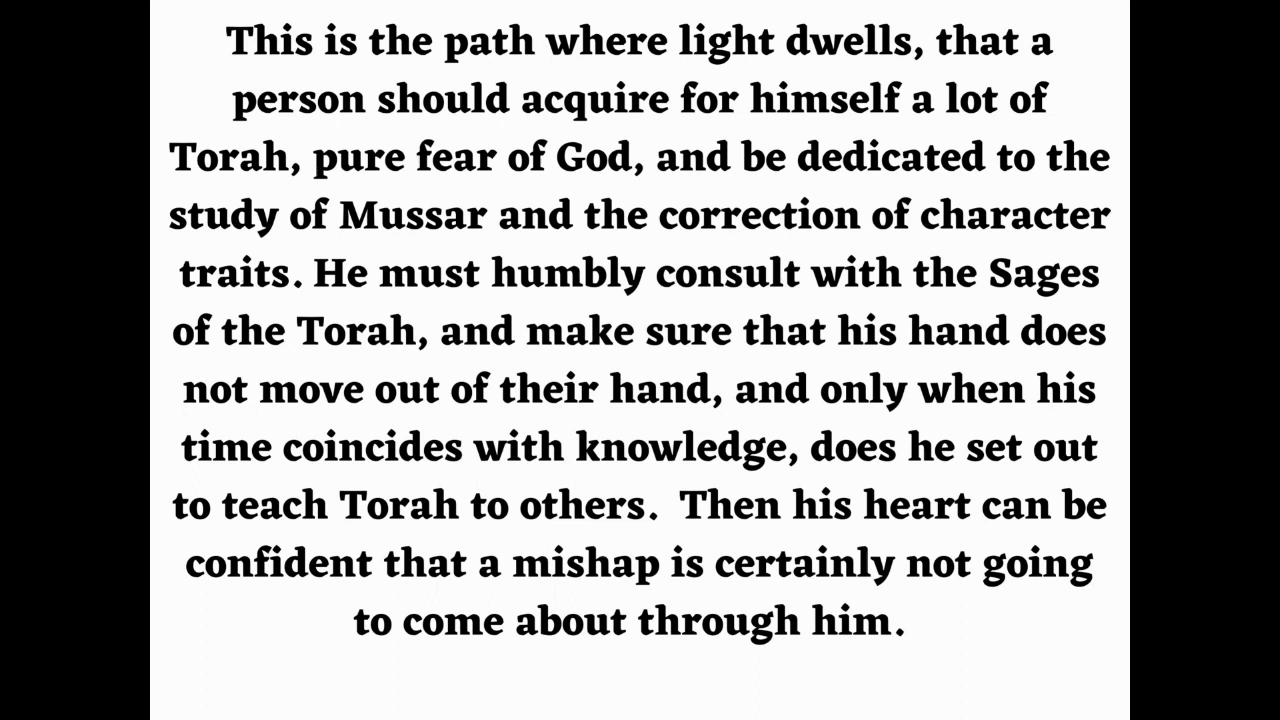 This is the path where light dwells, that a
person should acquire for himself a lot of
Torah, pure fear of God, and be dedicated to the
study of Mussar and the correction of character
traits. He must humbly consult with the Sages
of the Torah, and make sure that his hand does
not move out of their hand, and only when his
time coincides with knowledge, does he set out
to teach Torah to others.  Then his heart can be
confident that a mishap is certainly not going
to come about through him.